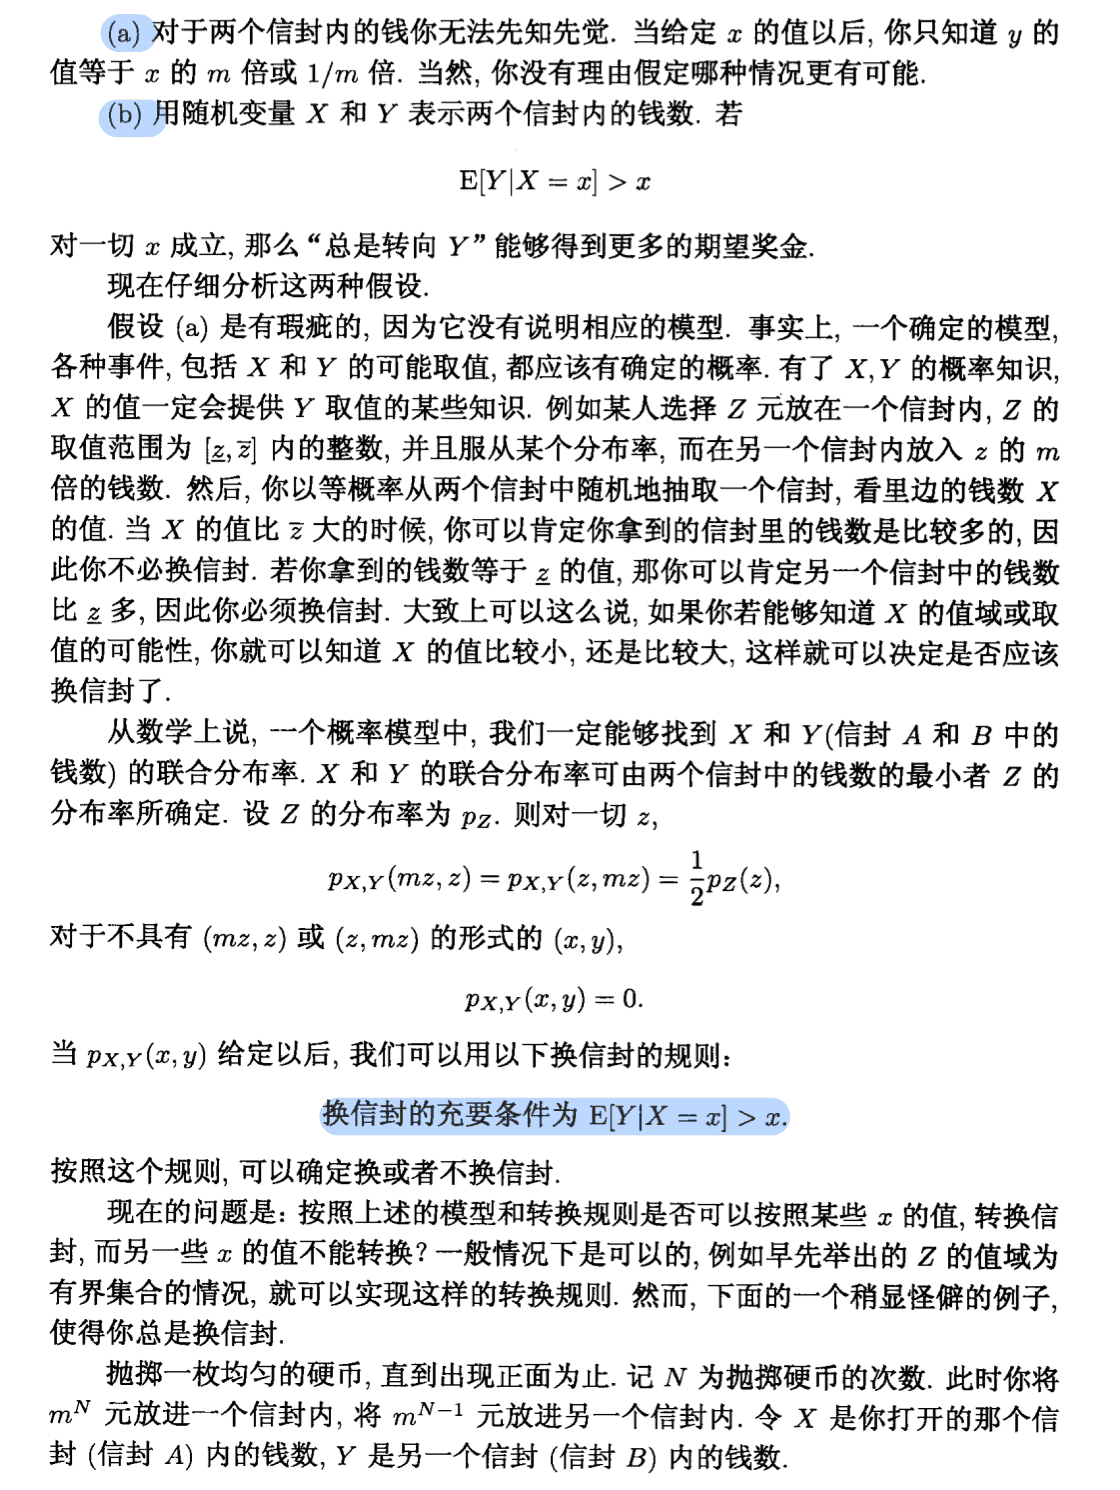 (a) 对于两个信封内的钱你无法先知先觉. 当给定 x 的值以后, 你只知道 y 的
值等于 x 的 m 倍或 1/m 倍. 当然, 你没有理由假定哪种情况更有可能.
(b) 用随机变量 X 和 Y 表示两个信封内的钱数. 若
E[Y|X = x] > x
对一切 x 成立, 那么“总是转向 Y”能够得到更多的期望奖金.
现在仔细分析这两种假设.
假设 (a) 是有瑕疵的, 因为它没有说明相应的模型. 事实上, 一个确定的模型,
各种事件, 包括 X 和 Y 的可能取值, 都应该有确定的概率. 有了 X, Y 的概率知识,
X 的值一定会提供 Y 取值的某些知识. 例如某人选择 Z 元放在一个信封内, Z 的
取值范围为 [z̲, z̄] 内的整数, 并且服从某个分布率, 而在另一个信封内放入 z 的 m
倍的钱数. 然后, 你以等概率从两个信封中随机地抽取一个信封, 看里边的钱数 X
的值. 当 X 的值比 z̄ 大的时候, 你可以肯定你拿到的信封里的钱数是比较多的, 因
此你不必换信封. 若你拿到的钱数等于 z̲ 的值, 那你可以肯定另一个信封中的钱数
比 z̲ 多, 因此你必须换信封. 大致上可以这么说, 如果你若能够知道 X 的值域或取
值的可能性, 你就可以知道 X 的值比较小, 还是比较大, 这样就可以决定是否应该
换信封了.
从数学上说, 一个概率模型中, 我们一定能够找到 X 和 Y(信封 A 和 B 中的
钱数) 的联合分布率. X 和 Y 的联合分布率可由两个信封中的钱数的最小者 Z 的
分布率所确定. 设 Z 的分布率为 p_Z. 则对一切 z,
p_{X,Y}(mz, z) = p_{X,Y}(z, mz) = \frac{1}{2}p_Z(z),
对于不具有 (mz, z) 或 (z, mz) 的形式的 (x, y),
p_{X,Y}(x, y) = 0.
当 p_{X,Y}(x, y) 给定以后, 我们可以用以下换信封的规则:
换信封的充要条件为 E[Y|X = x] > x.
按照这个规则, 可以确定换或者不换信封.
现在的问题是: 按照上述的模型和转换规则是否可以按照某些 x 的值, 转换信
封, 而另一些 x 的值不能转换? 一般情况下是可以的, 例如早先举出的 Z 的值域为
有界集合的情况, 就可以实现这样的转换规则. 然而, 下面的一个稍显怪僻的例子,
使得你总是换信封.
抛掷一枚均匀的硬币, 直到出现正面为止. 记 N 为抛掷硬币的次数. 此时你将
m^N 元放进一个信封内, 将 m^{N-1} 元放进另一个信封内. 令 X 是你打开的那个信
封 (信封 A) 内的钱数, Y 是另一个信封 (信封 B) 内的钱数.